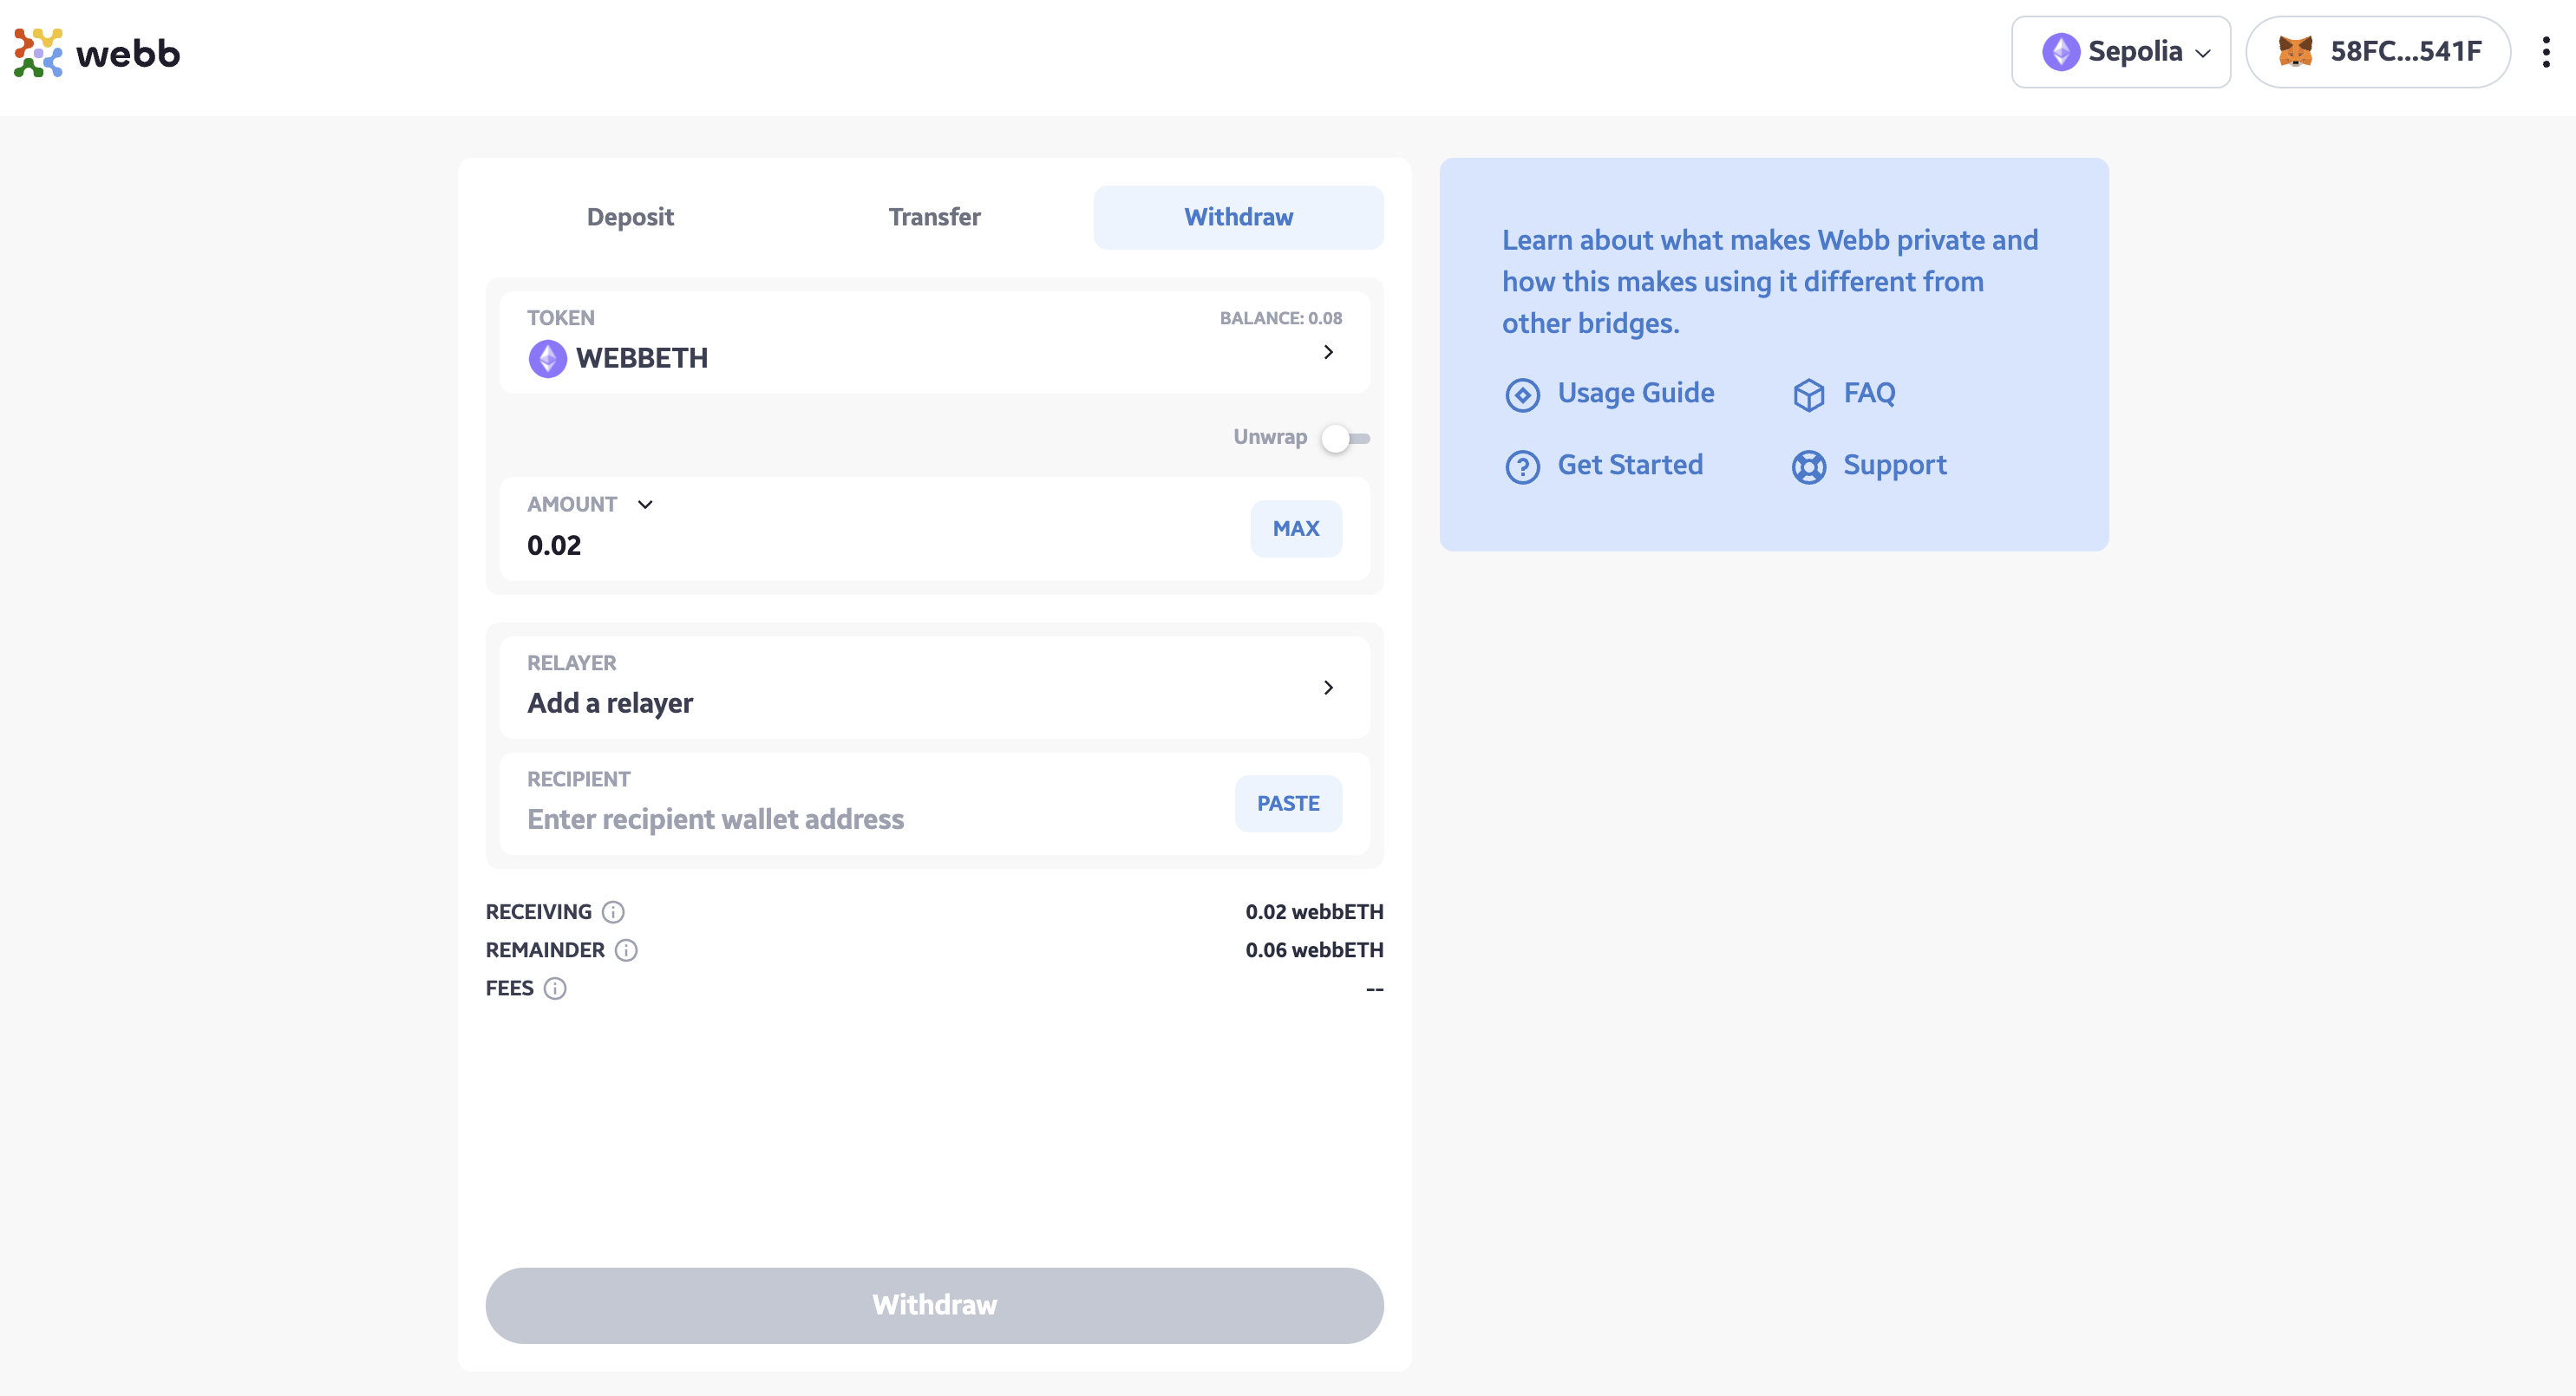 webb
Sepolia
58FC...541F
Deposit
Transfer
Withdraw
TOKEN
BALANCE: 0.08
WEBBETH
Unwrap
AMOUNT
0.02
MAX
RELAYER
Add a relayer
RECIPIENT
Enter recipient wallet address
PASTE
RECEIVING
0.02 webbETH
REMAINDER
0.06 webbETH
FEES
--
Withdraw
Learn about what makes Webb private and
how this makes using it different from
other bridges.
Usage Guide
FAQ
Get Started
Support